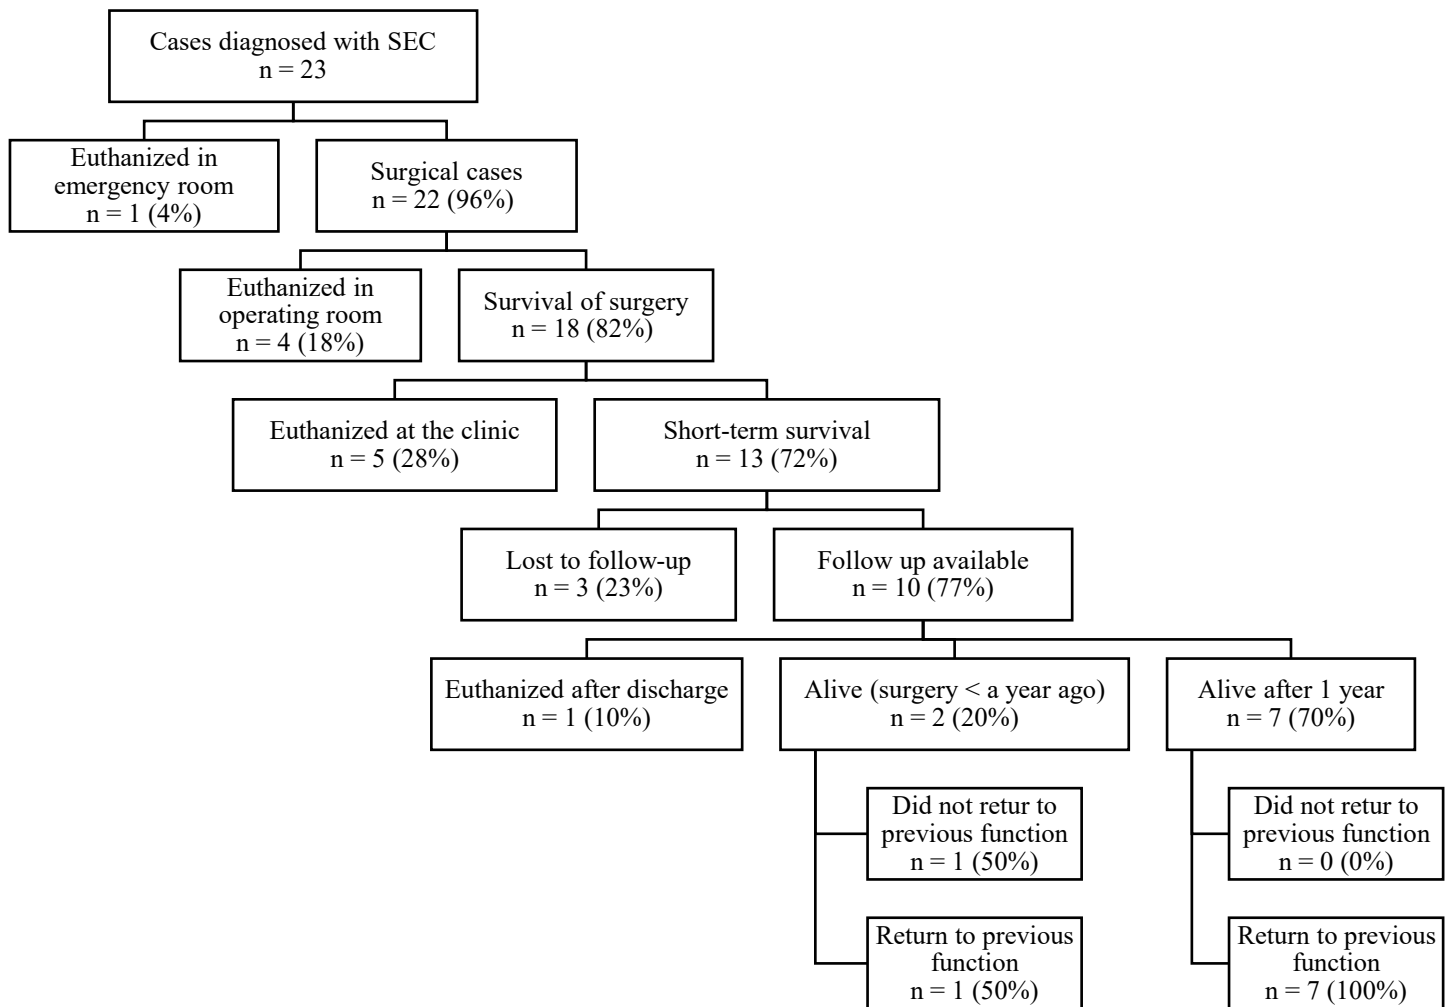 Cases diagnosed with SEC
n = 23
Euthanized in
emergency room
n = 1 (4%)
Surgical cases
n = 22 (96%)
Euthanized in
operating room
n = 4 (18%)
Survival of surgery
n = 18 (82%)
Euthanized at the clinic
n = 5 (28%)
Short-term survival
n = 13 (72%)
Lost to follow-up
n = 3 (23%)
Follow up available
n = 10 (77%)
Euthanized after discharge
n = 1 (10%)
Alive (surgery < a year ago)
n = 2 (20%)
Alive after 1 year
n = 7 (70%)
Did not retur to
previous function
n = 1 (50%)
Did not retur to
previous function
n = 0 (0%)
Return to previous
function
n = 1 (50%)
Return to previous
function
n = 7 (100%)